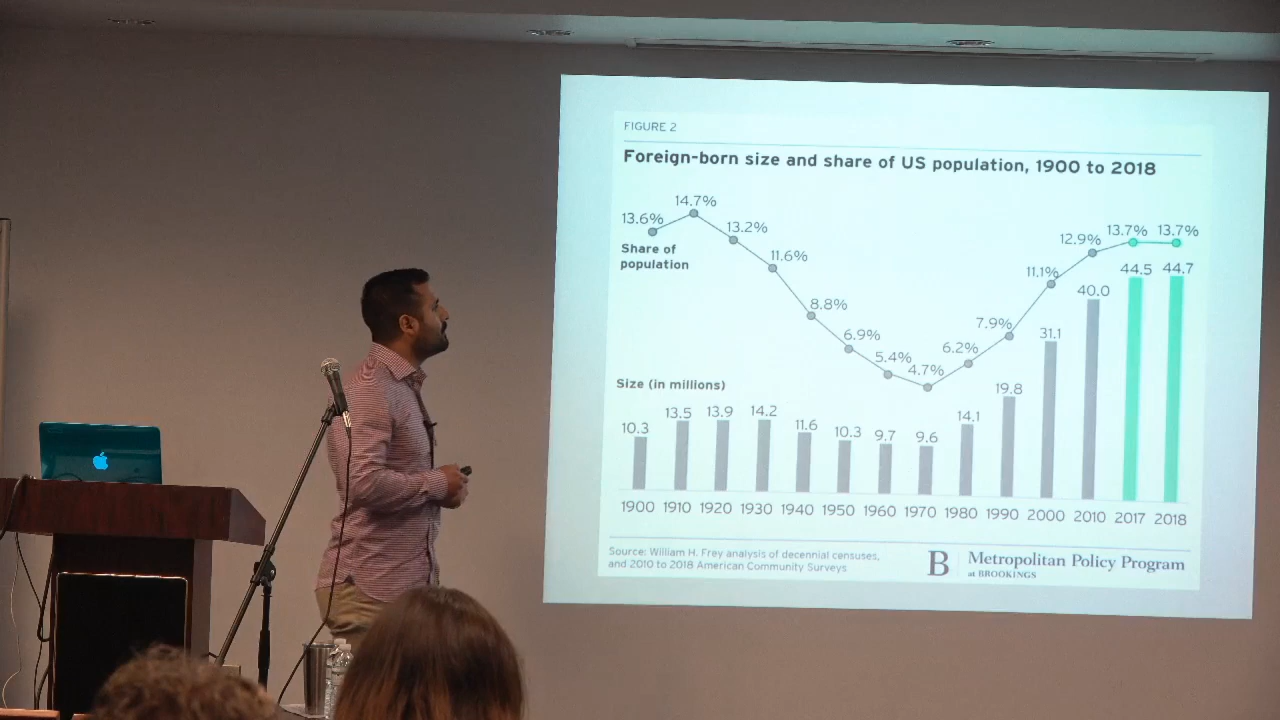 FIGURE 2
Foreign-born size and share of US population, 1900 to 2018
13.6% 14.7% 13.2% 11.6% 8.8% 6.9% 5.4% 4.7% 6.2% 7.9% 11.1% 12.9% 13.7% 13.7%
Share of
population
Size (in millions)
10.3 13.5 13.9 14.2 11.6 10.3 9.7 9.6 14.1 19.8 31.1 40.0 44.5 44.7
1900 1910 1920 1930 1940 1950 1960 1970 1980 1990 2000 2010 2017 2018
Source: William H. Frey analysis of decennial censuses,
and 2010 to 2018 American Community Surveys
B Metropolitan Policy Program
at BROOKINGS